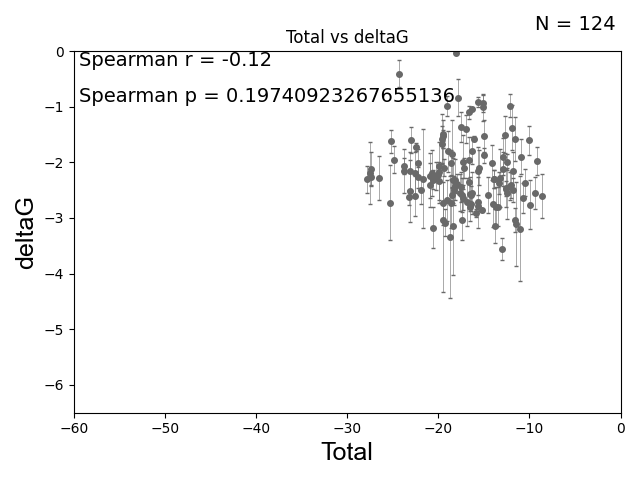 N = 124
Total vs deltaG
Spearman r = -0.12
Spearman p = 0.19740923267655136
0
−1
−2
−3
−4
−5
−6
deltaG
−60 −50 −40 −30 −20 −10 0
Total